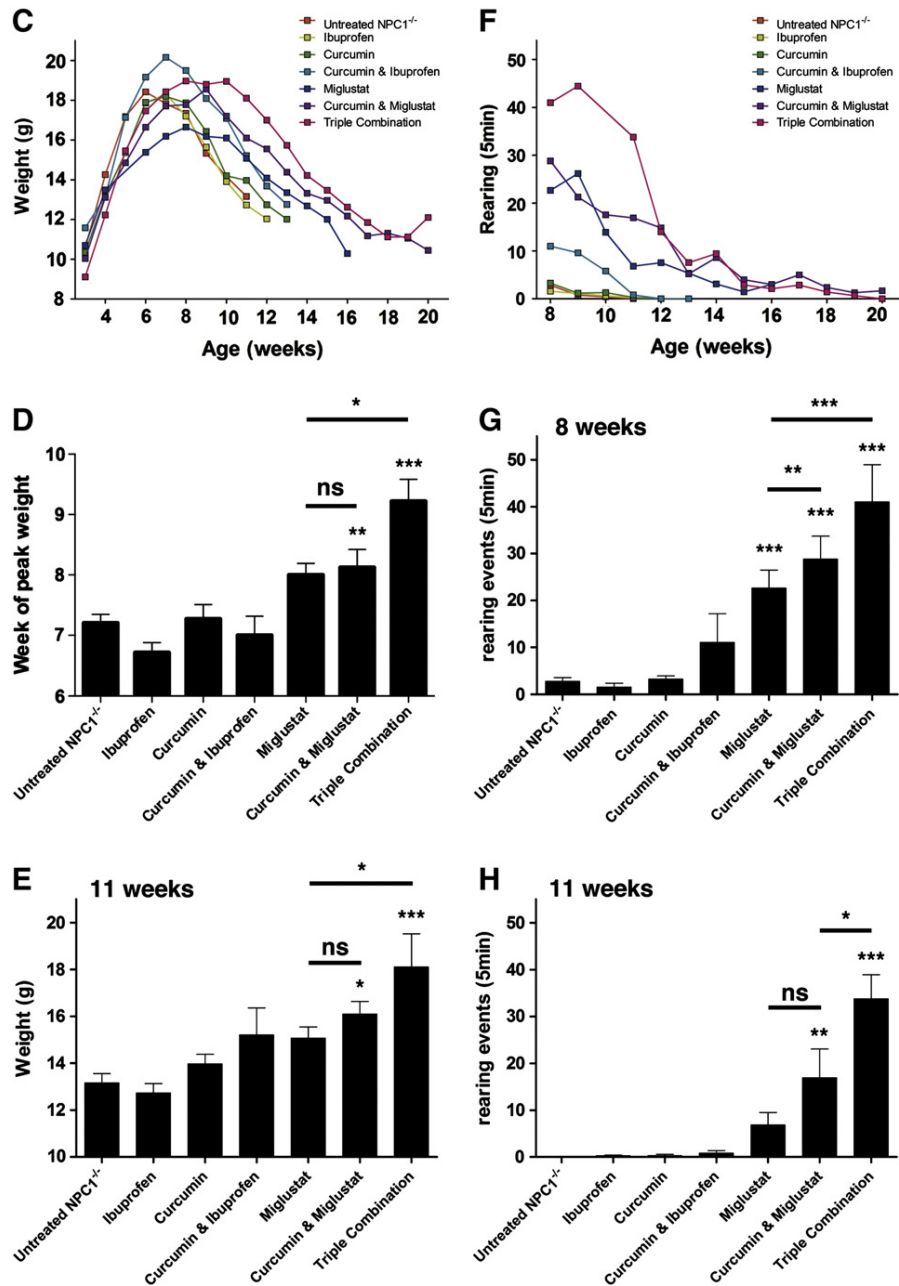 C
Untreated NPC1-/-
Ibuprofen
Curcumin
Curcumin & Ibuprofen
Miglustat
Curcumin & Miglustat
Triple Combination
20
18
16
14
12
10
8
Weight (g)
4 6 8 10 12 14 16 18 20
Age (weeks)
F
Untreated NPC1-/-
Ibuprofen
Curcumin
Curcumin & Ibuprofen
Miglustat
Curcumin & Miglustat
Triple Combination
50
40
30
20
10
0
Rearing (5min)
8 10 12 14 16 18 20
Age (weeks)
D
*
***
ns
**
10
9
8
7
6
Week of peak weight
Untreated NPC1-/-
Ibuprofen
Curcumin
Curcumin & Ibuprofen
Miglustat
Curcumin & Miglustat
Triple Combination
G
8 weeks
***
***
**
***
***
50
40
30
20
10
0
rearing events (5min)
Untreated NPC1-/-
Ibuprofen
Curcumin
Curcumin & Ibuprofen
Miglustat
Curcumin & Miglustat
Triple Combination
E
11 weeks
*
***
ns
*
20
18
16
14
12
10
Weight (g)
Untreated NPC1-/-
Ibuprofen
Curcumin
Curcumin & Ibuprofen
Miglustat
Curcumin & Miglustat
Triple Combination
H
11 weeks
*
***
ns
**
50
40
30
20
10
0
rearing events (5min)
Untreated NPC1-/-
Ibuprofen
Curcumin
Curcumin & Ibuprofen
Miglustat
Curcumin & Miglustat
Triple Combination